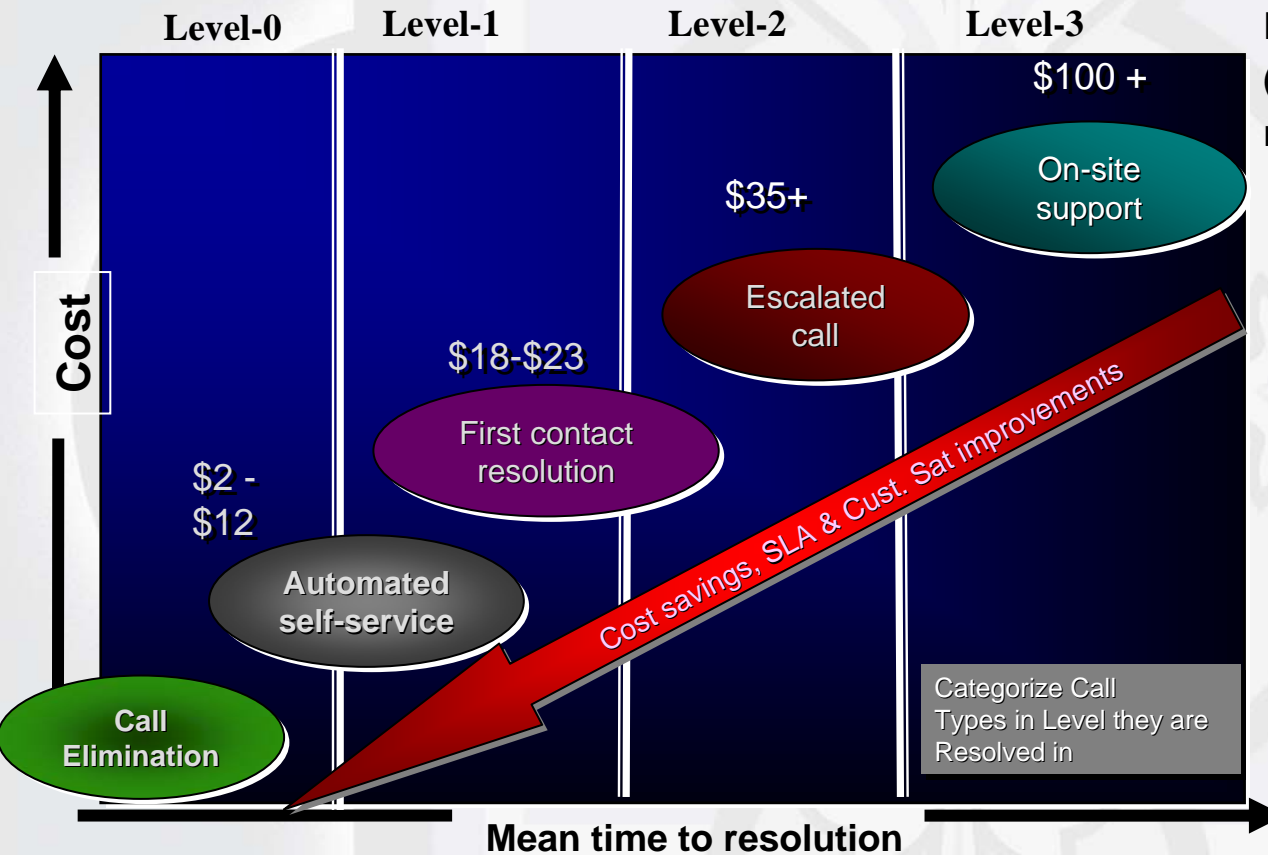 Level-0
Level-1
Level-2
Level-3
$100 +
On-site
support
$35+
Escalated
call
Cost
$18-$23
First contact
resolution
Cost savings, SLA & Cust. Sat improvements
$2 -
$12
Automated
self-service
Call
Elimination
Categorize Call
Types in Level they are
Resolved in
Mean time to resolution